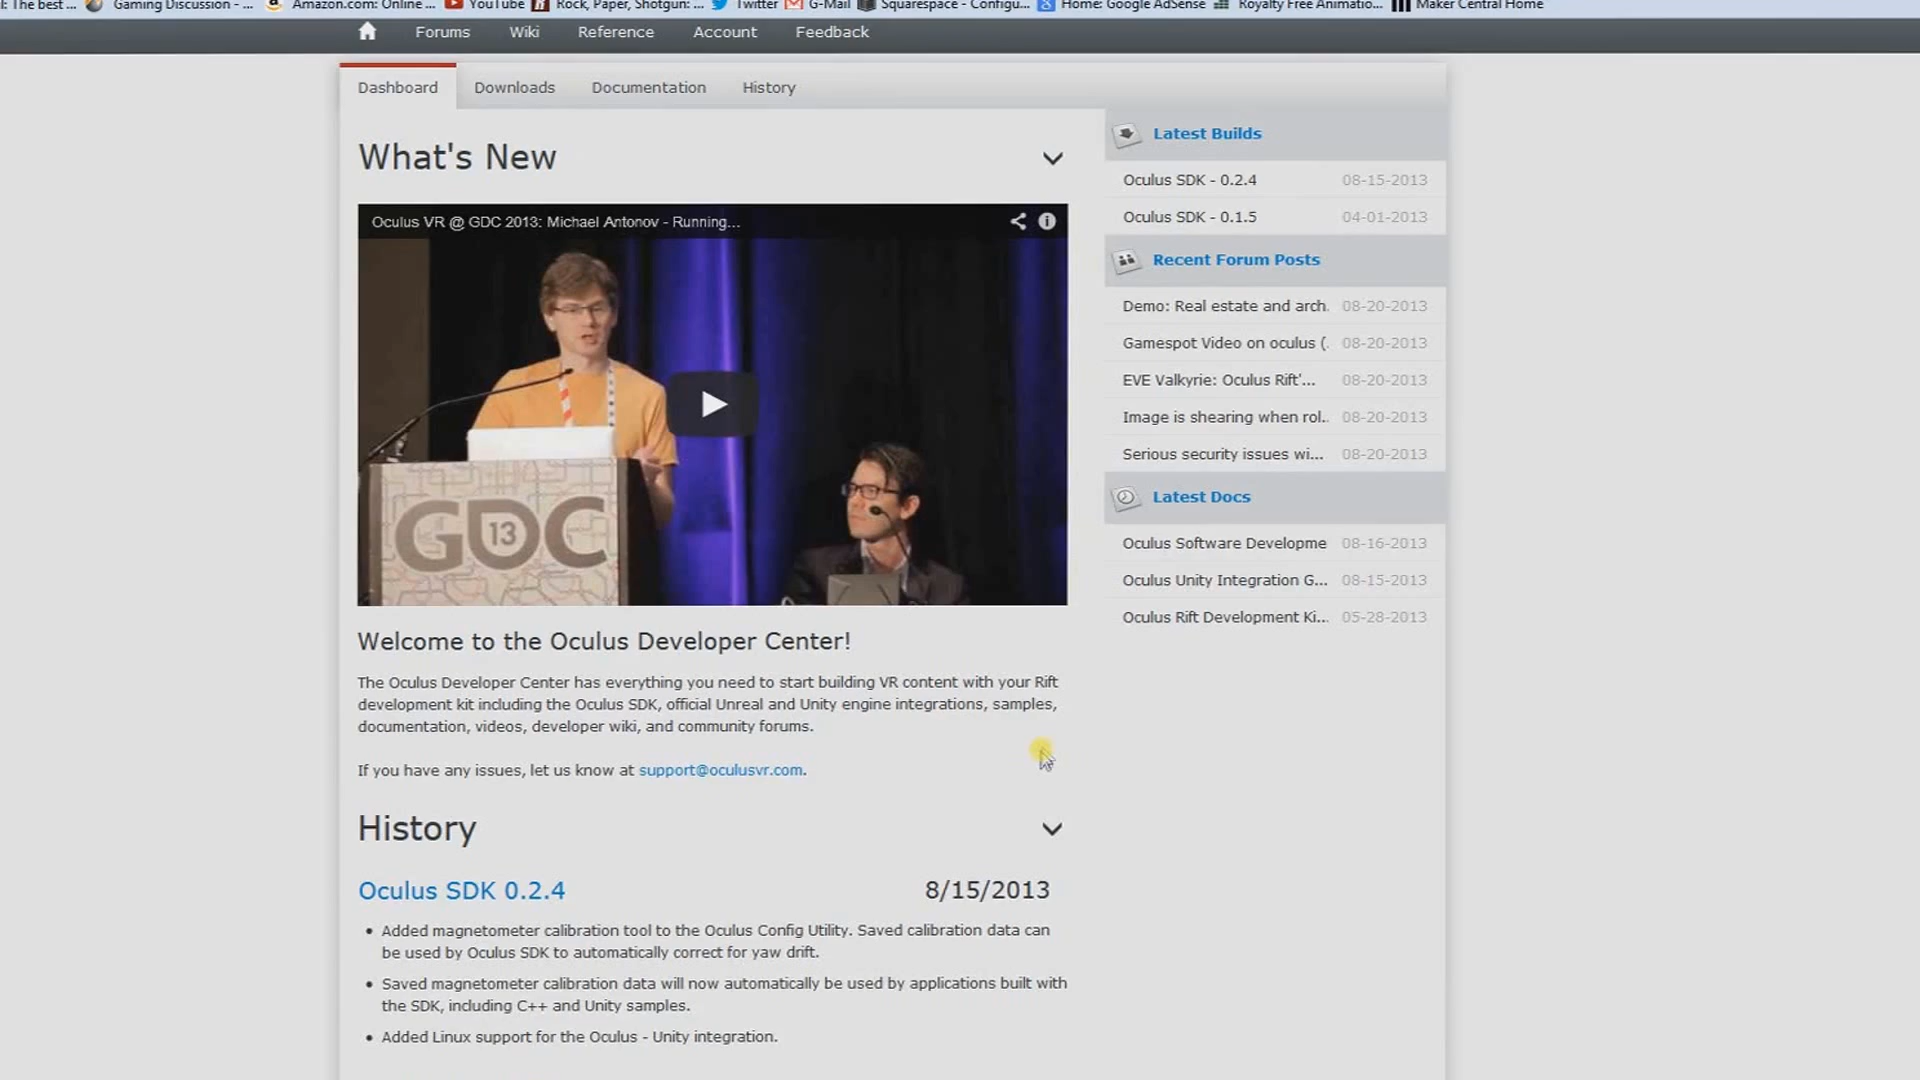 l: The best ... Gaming Discussion - ... Amazon.com: Online ... YouTube Rock, Paper, Shotgun: ... Twitter G-Mail Squarespace - Configu... Home: Google AdSense Royalty Free Animatio... Maker Central Home
Forums Wiki Reference Account Feedback
Dashboard Downloads Documentation History
What's New
Oculus VR @ GDC 2013: Michael Antonov - Running...
GDC
13
Welcome to the Oculus Developer Center!
The Oculus Developer Center has everything you need to start building VR content with your Rift
development kit including the Oculus SDK, official Unreal and Unity engine integrations, samples,
documentation, videos, developer wiki, and community forums.
If you have any issues, let us know at support@oculusvr.com.
History
Oculus SDK 0.2.4 8/15/2013
• Added magnetometer calibration tool to the Oculus Config Utility. Saved calibration data can
be used by Oculus SDK to automatically correct for yaw drift.
• Saved magnetometer calibration data will now automatically be used by applications built with
the SDK, including C++ and Unity samples.
• Added Linux support for the Oculus - Unity integration.
Latest Builds
Oculus SDK - 0.2.4 08-15-2013
Oculus SDK - 0.1.5 04-01-2013
Recent Forum Posts
Demo: Real estate and arch. 08-20-2013
Gamespot Video on oculus (. 08-20-2013
EVE Valkyrie: Oculus Rift'... 08-20-2013
Image is shearing when rol.. 08-20-2013
Serious security issues wi... 08-20-2013
Latest Docs
Oculus Software Developme 08-16-2013
Oculus Unity Integration G... 08-15-2013
Oculus Rift Development Ki... 05-28-2013